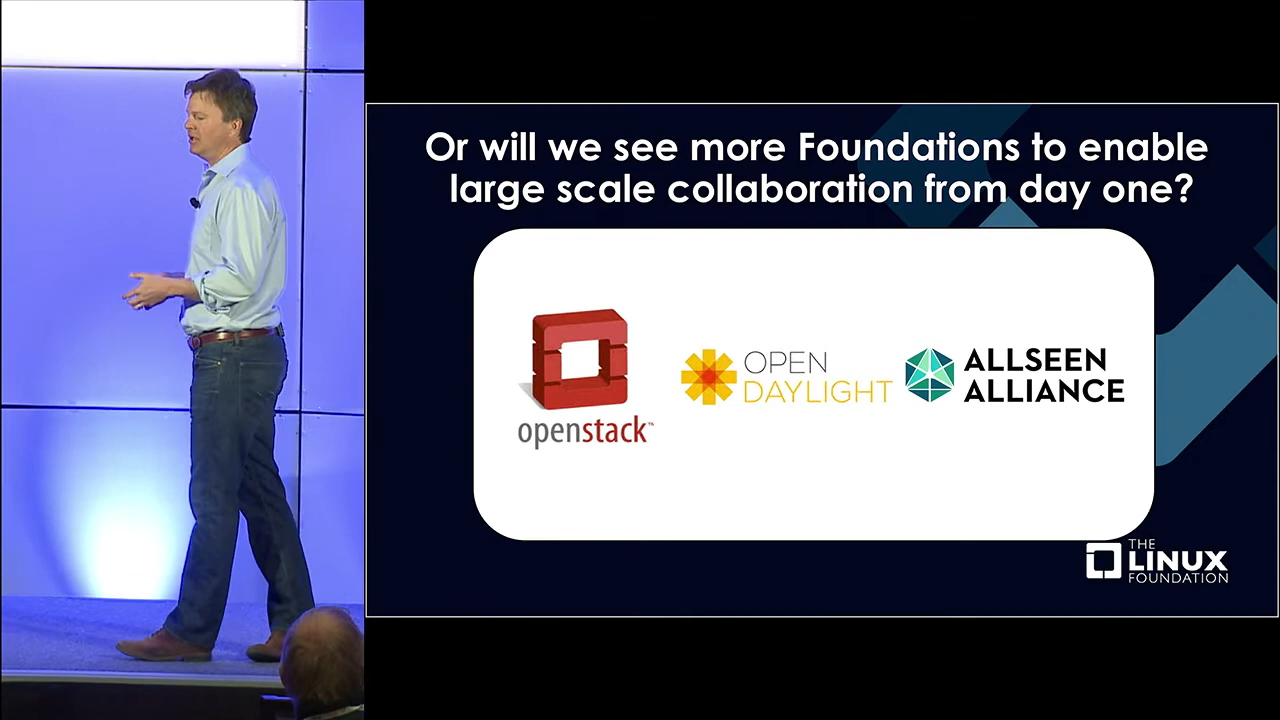 Or will we see more Foundations to enable
large scale collaboration from day one?
openstack™
OPEN
DAYLIGHT
ALLSEEN
ALLIANCE
THE
LINUX
FOUNDATION